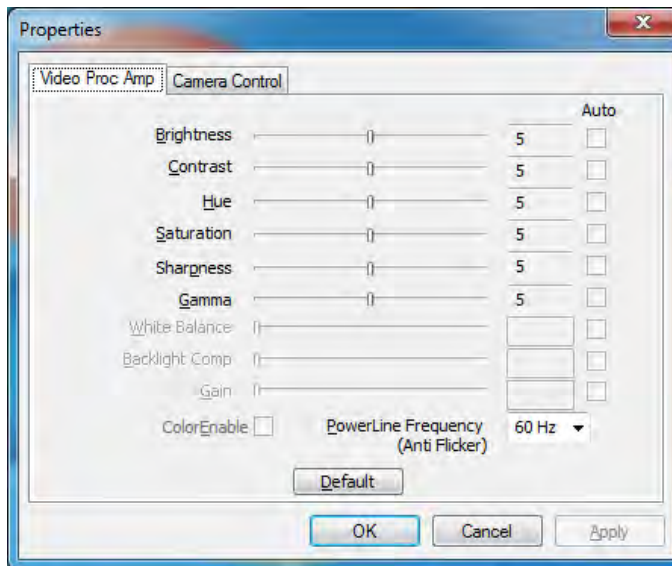 Properties
X
Video Proc Amp Camera Control
Auto
Brightness 5
Contrast 5
Hue 5
Saturation 5
Sharpness 5
Gamma 5
White Balance
Backlight Comp
Gain
ColorEnable PowerLine Frequency 60 Hz
(Anti Flicker)
Default
OK Cancel Apply